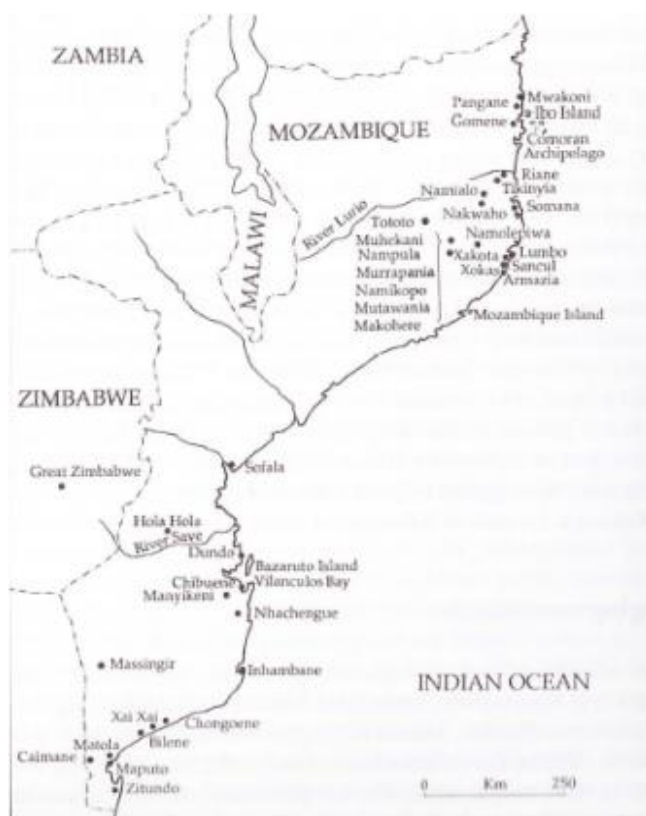 ZAMBIA
Mwakoni
Pangane
Ibo Island
Gomene
MOZAMBIQUE
Comoran
Archipelago
Riane
Tikinyia
Namialo
Somana
Nakwaho
River Lurio
MALAWI
Tototo
Namolepiwa
Muhekani
Nampula
Murrapania
Namikopo
Mutawania
Makohere
Xakota
Lumbo
Xokas
Sancul
Armazia
Mozambique Island
ZIMBABWE
Sofala
Great Zimbabwe
Hola Hola
River Save
Dundo
Bazaruto Island
Chibuene
Vilanculos Bay
Manyikeni
Nhachengue
Massingir
Inhambane
INDIAN OCEAN
Xai Xai
Chongoene
Bilene
Matola
Caimane
Maputo
Zitundo
0 Km 250